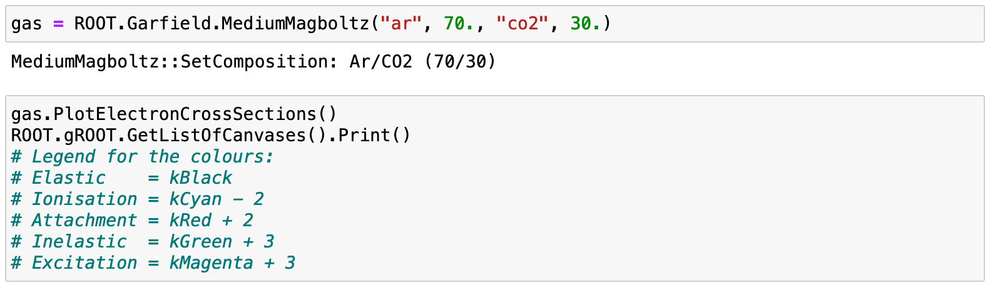 gas = ROOT.Garfield.MediumMagboltz("ar", 70., "co2", 30.)
MediumMagboltz::SetComposition: Ar/CO2 (70/30)
gas.PlotElectronCrossSections()
ROOT.gROOT.GetListOfCanvases().Print()
# Legend for the colours:
# Elastic    = kBlack
# Ionisation = kCyan - 2
# Attachment = kRed + 2
# Inelastic  = kGreen + 3
# Excitation = kMagenta + 3